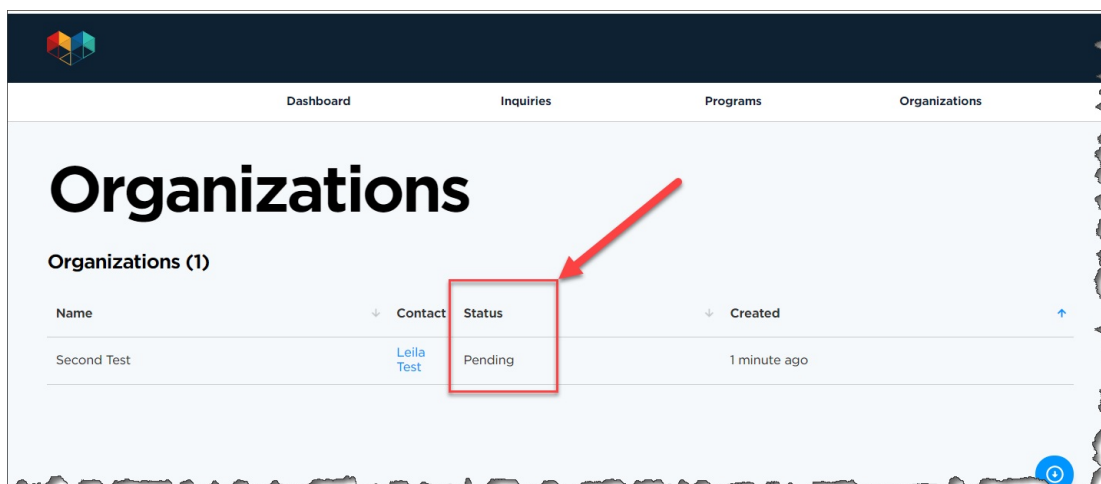 Dashboard Inquiries Programs Organizations
Organizations
Organizations (1)
Name Contact Status Created
Second Test Leila Test Pending 1 minute ago